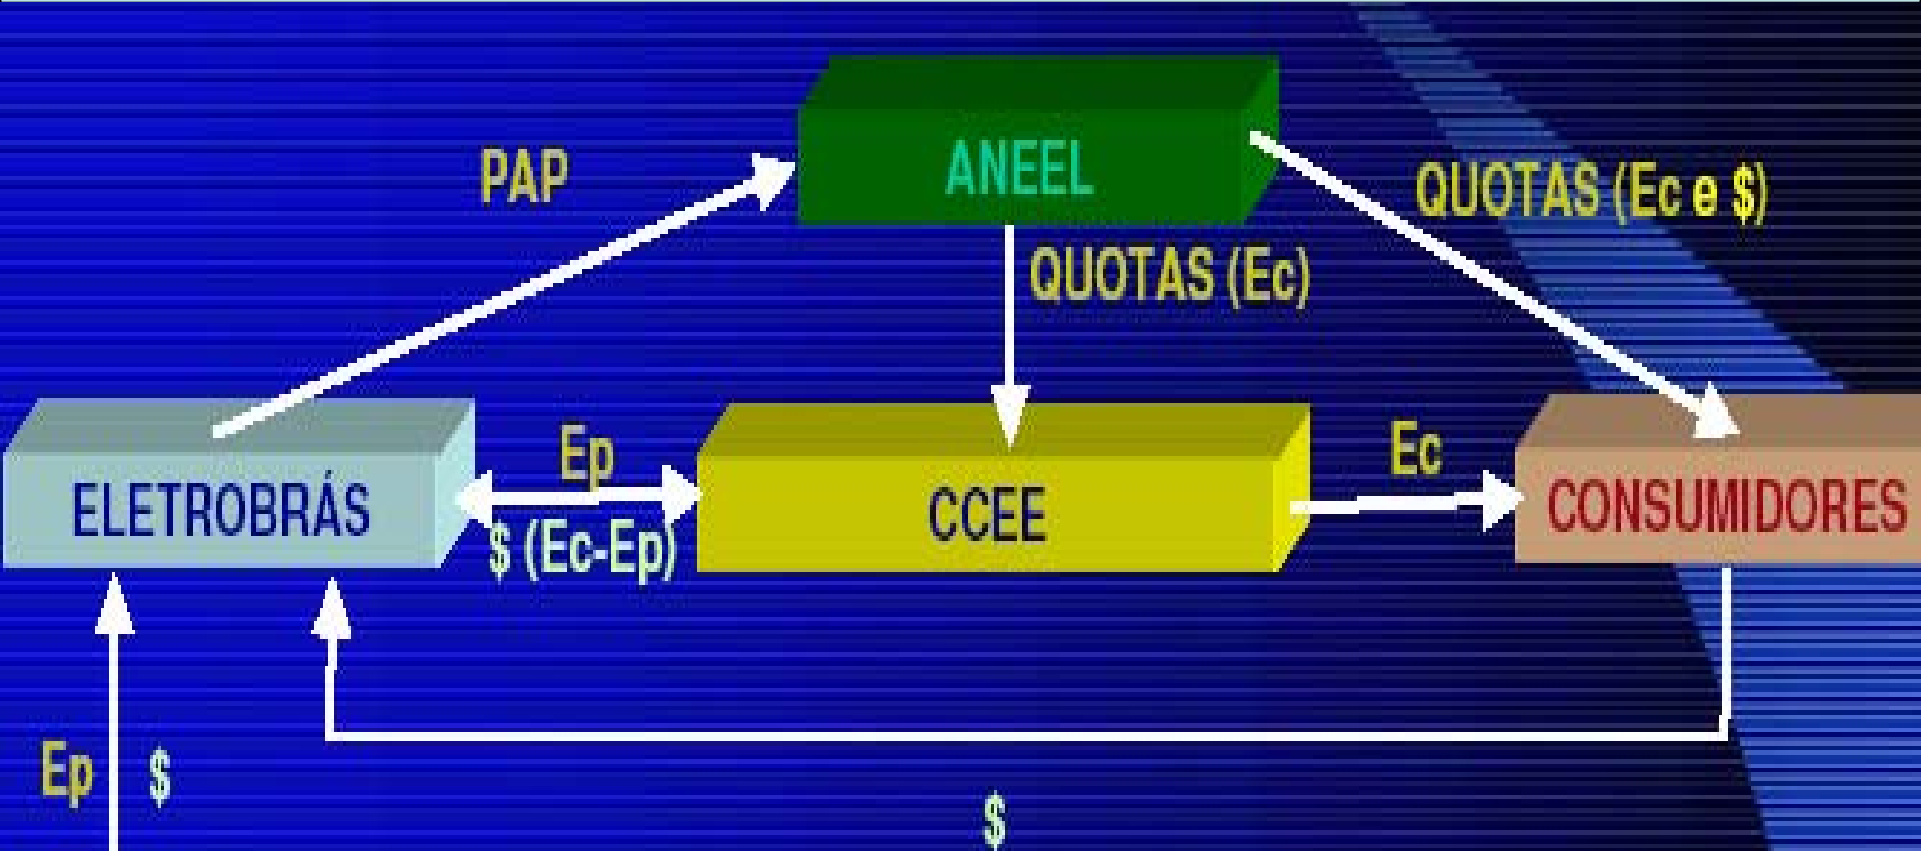 PAP
ANEEL
QUOTAS (Ec e $)
QUOTAS (Ec)
Ep
Ec
ELETROBRÁS
CCEE
CONSUMIDORES
$ (Ec-Ep)
Ep
$
$